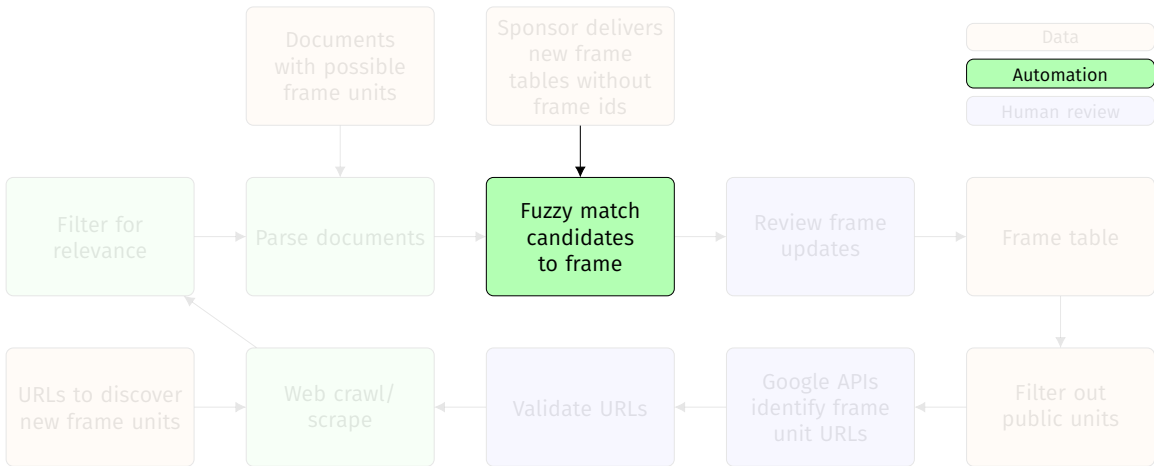 Documents
with possible
frame units
Sponsor delivers
new frame
tables without
frame ids
Data
Automation
Human review
Filter for
relevance
Parse documents
Fuzzy match
candidates
to frame
Review frame
updates
Frame table
URLs to discover
new frame units
Web crawl/
scrape
Validate URLs
Google APIs
identify frame
unit URLs
Filter out
public units